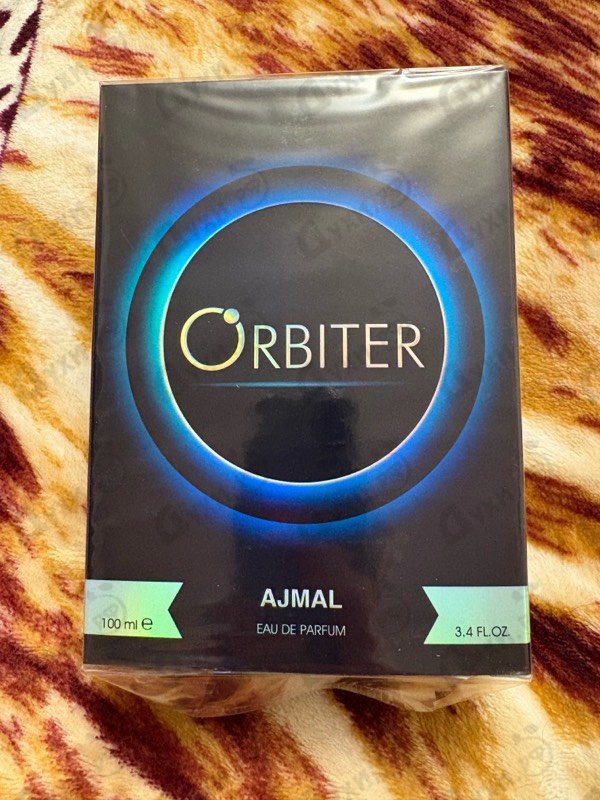 ORBITER
AJMAL
EAU DE PARFUM
100 ml e
3.4 FL.OZ.